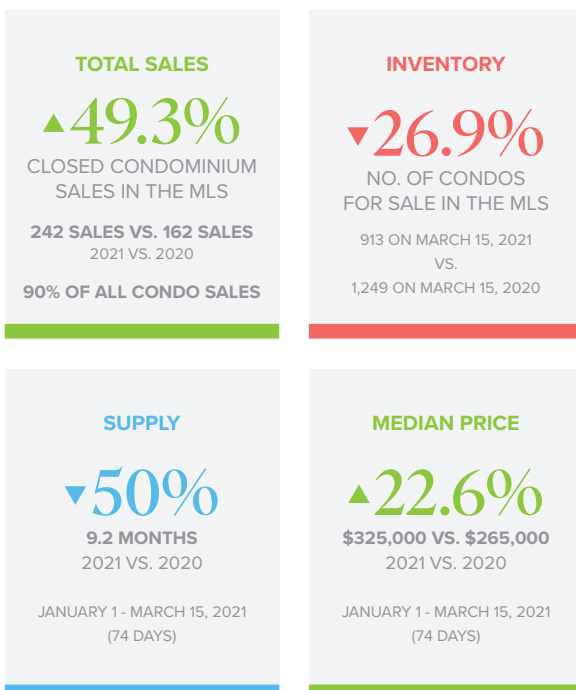 TOTAL SALES
▲49.3%
CLOSED CONDOMINIUM
SALES IN THE MLS
242 SALES VS. 162 SALES
2021 VS. 2020
90% OF ALL CONDO SALES
INVENTORY
▼26.9%
NO. OF CONDOS
FOR SALE IN THE MLS
913 ON MARCH 15, 2021
VS.
1,249 ON MARCH 15, 2020
SUPPLY
▼50%
9.2 MONTHS
2021 VS. 2020
JANUARY 1 - MARCH 15, 2021
(74 DAYS)
MEDIAN PRICE
▲22.6%
$325,000 VS. $265,000
2021 VS. 2020
JANUARY 1 - MARCH 15, 2021
(74 DAYS)